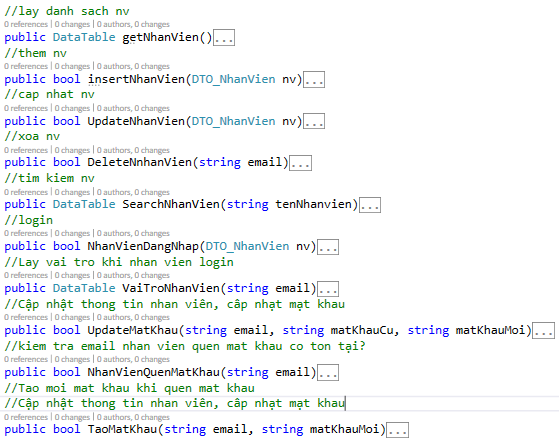 //lay danh sach nv
0 references | 0 changes | 0 authors, 0 changes
public DataTable getNhanVien()...
//them nv
0 references | 0 changes | 0 authors, 0 changes
public bool insertNhanVien(DTO_NhanVien nv)...
//cap nhat nv
0 references | 0 changes | 0 authors, 0 changes
public bool UpdateNhanVien(DTO_NhanVien nv)...
//xoa nv
0 references | 0 changes | 0 authors, 0 changes
public bool DeleteNnhanVien(string email)...
//tim kiem nv
0 references | 0 changes | 0 authors, 0 changes
public DataTable SearchNhanVien(string tenNhanvien)...
//login
0 references | 0 changes | 0 authors, 0 changes
public bool NhanVienDangNhap(DTO_NhanVien nv)...
//Lay vai tro khi nhan vien login
0 references | 0 changes | 0 authors, 0 changes
public DataTable VaiTroNhanVien(string email)...
//Cập nhật thong tin nhan viên, câp nhạt mạt khau
0 references | 0 changes | 0 authors, 0 changes
public bool UpdateMatKhau(string email, string matKhauCu, string matKhauMoi)...
//kiem tra email nhan vien quen mat khau co ton tại?
0 references | 0 changes | 0 authors, 0 changes
public bool NhanVienQuenMatKhau(string email)...
//Tao moi mat khau khi quen mat khau
//Cập nhật thong tin nhan viên, câp nhạt mạt khau
0 references | 0 changes | 0 authors, 0 changes
public bool TaoMatKhau(string email, string matKhauMoi)...